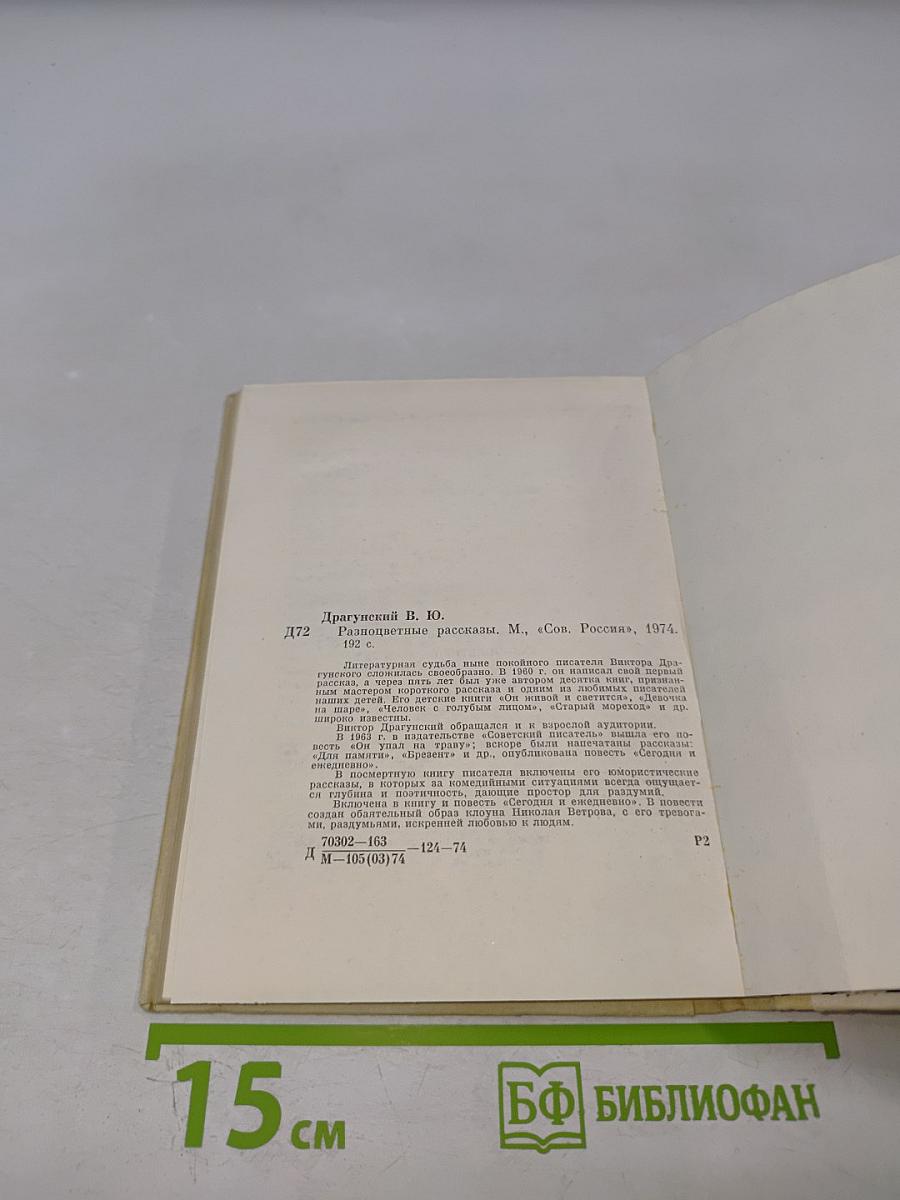 Драгунский В. Ю.
Д72 Разноцветные рассказы. М., «Сов. Россия», 1974.
192 с.
Литературная судьба ныне покойного писателя Виктора Дра-
гунского сложилась своеобразно. В 1960 г. он написал свой первый
рассказ, а через пять лет был уже автором десятка книг, признан-
ным мастером короткого рассказа и одним из любимых писателей
наших детей. Его детские книги «Он живой и светится», «Девочка
на шаре», «Человек с голубым лицом», «Старый мореход» и др.
широко известны.
Виктор Драгунский обращался и к взрослой аудитории.
В 1963 г. в издательстве «Советский писатель» вышла его по-
весть «Он упал на траву»; вскоре были напечатаны рассказы:
«Для памяти», «Брезент» и др., опубликована повесть «Сегодня и
ежедневно».
В посмертную книгу писателя включены его юмористические
рассказы, в которых за комедийными ситуациями всегда ощущает-
ся глубина и поэтичность, дающие простор для раздумий.
Включена в книгу и повесть «Сегодня и ежедневно». В повести
создан обаятельный образ клоуна Николая Ветрова, с его тревога-
ми, раздумьями, искренней любовью к людям.
70302—163
Д —124—74 Р2
М—105(03)74
15 см
БФ БИБЛИОФАН